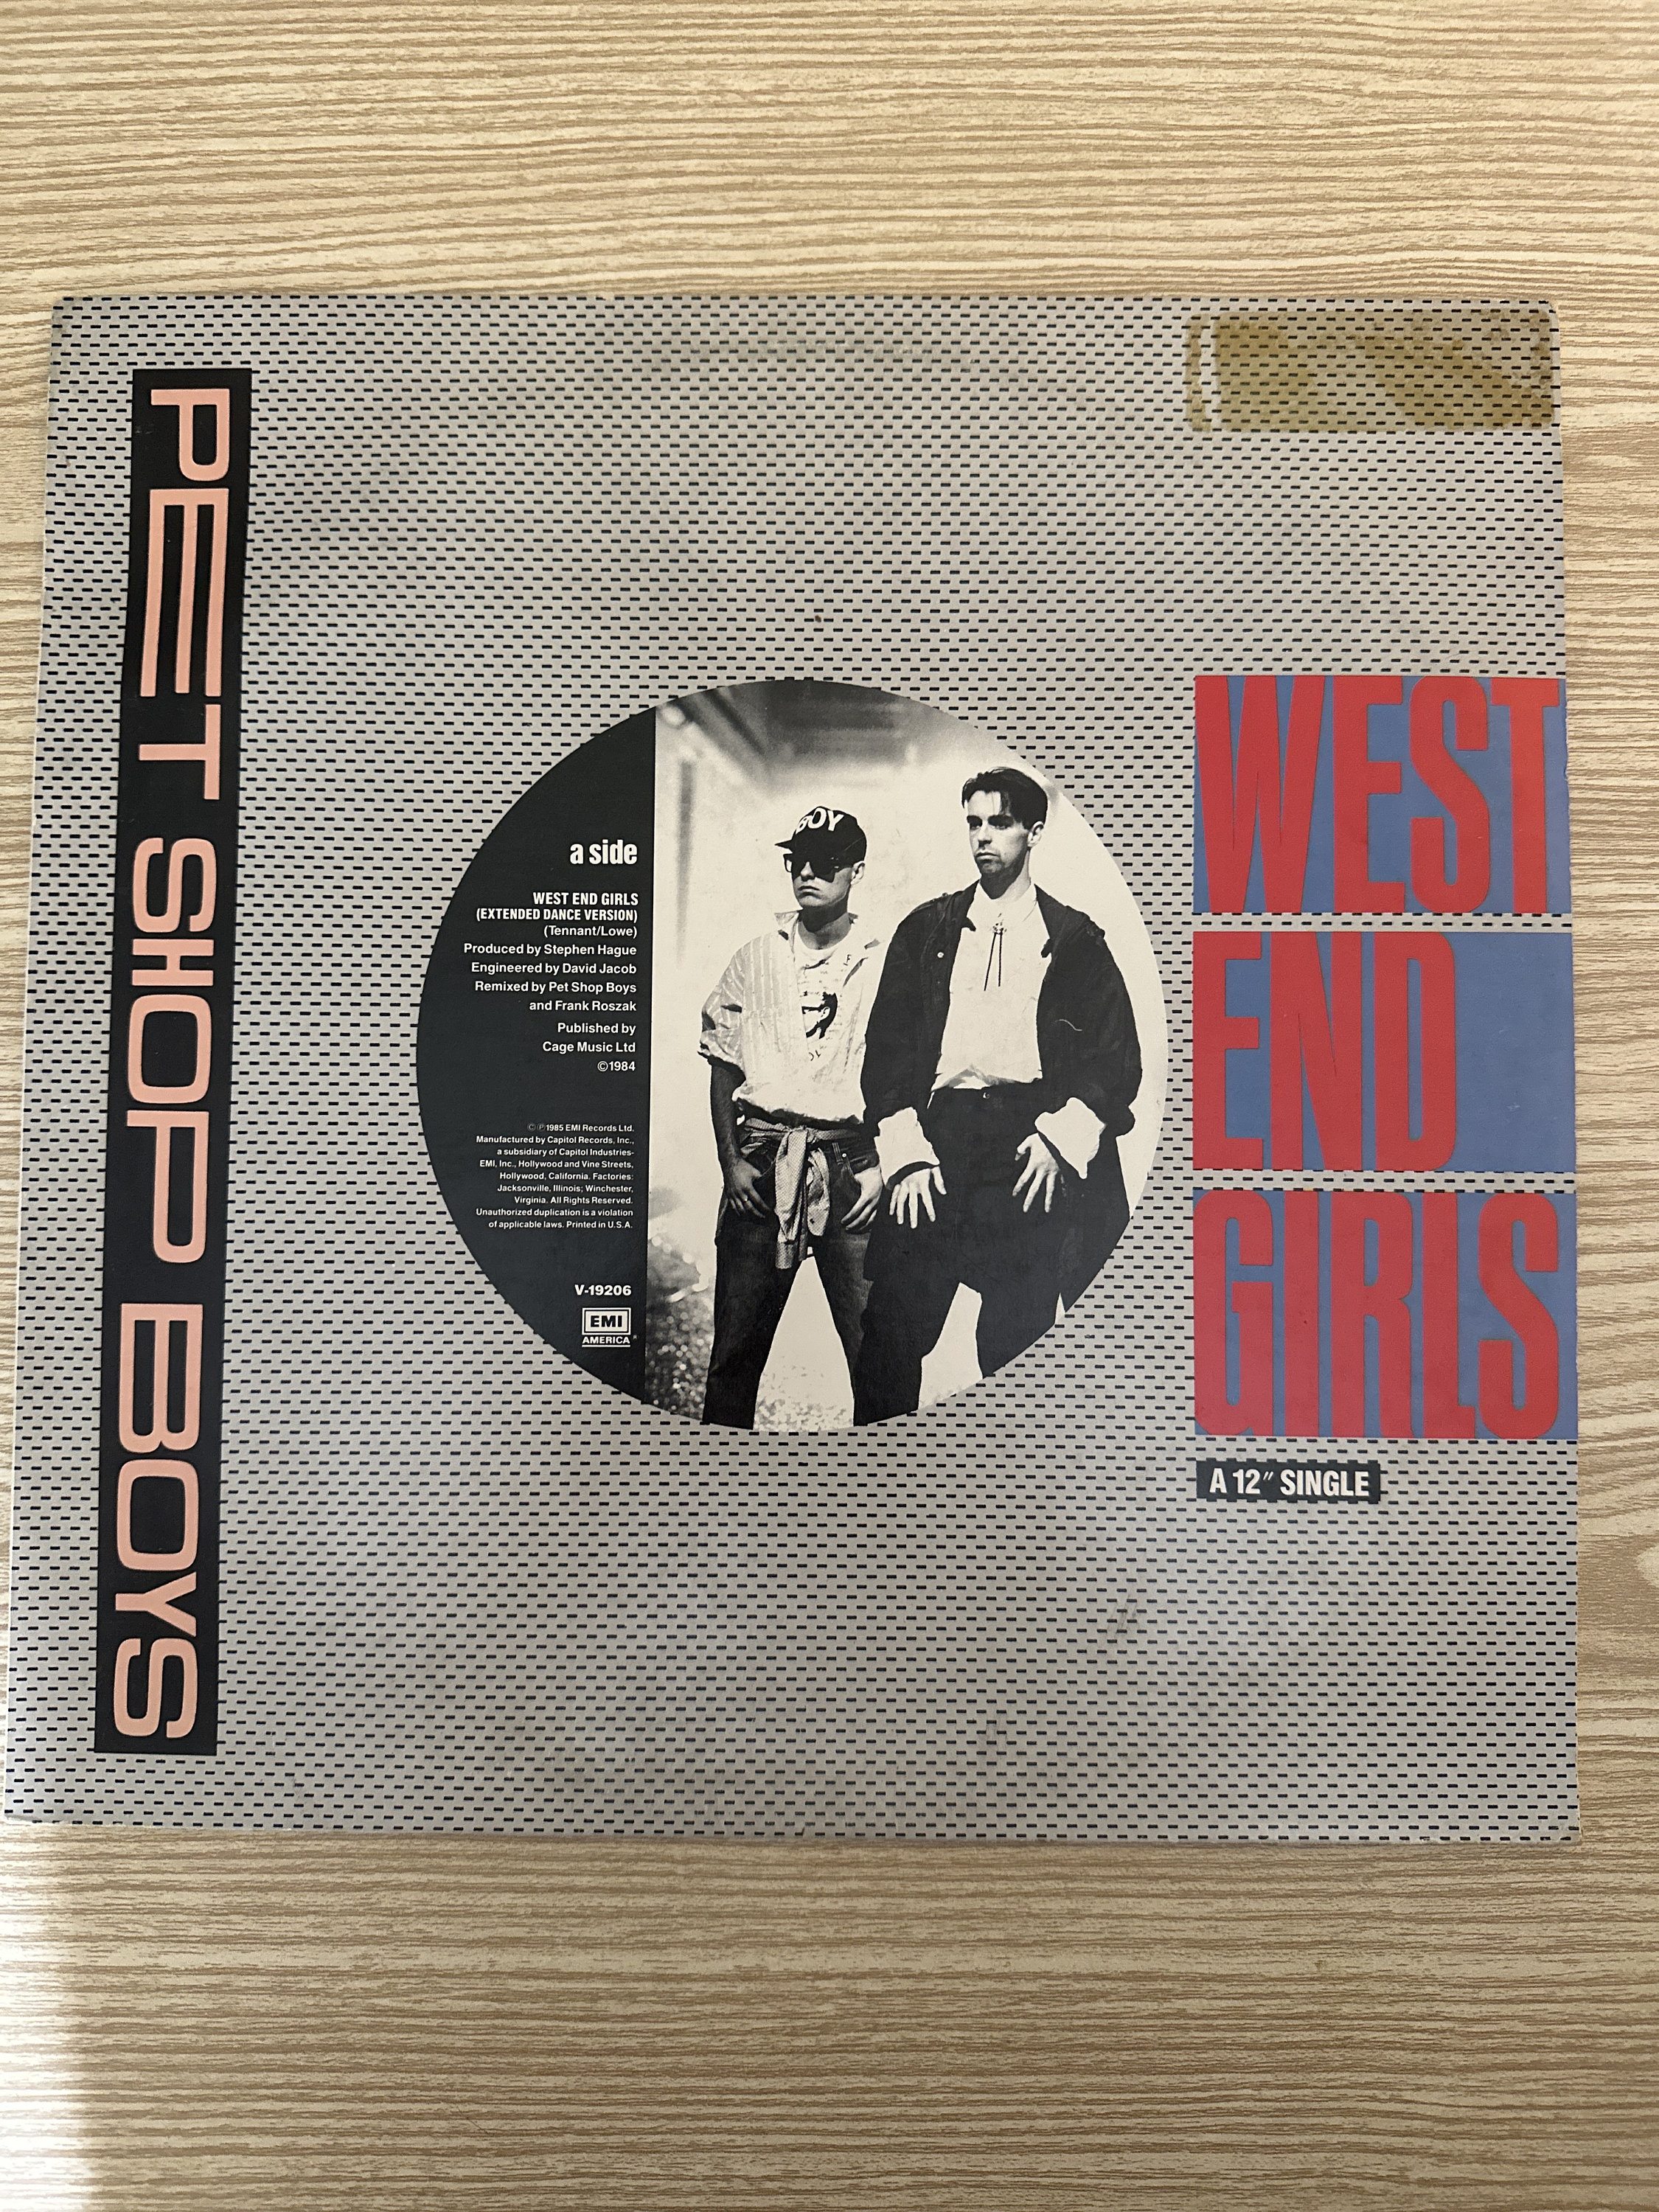 PET SHOP BOYS
BOY
a side
WEST END GIRLS
(EXTENDED DANCE VERSION)
(Tennant/Lowe)
Produced by Stephen Hague
Engineered by David Jacob
Remixed by Pet Shop Boys
and Frank Roszak
Published by
Cage Music Ltd
©1984
© ℗ 1985 EMI Records Ltd.
Manufactured by Capitol Records, Inc.,
a subsidiary of Capitol Industries-
EMI, Inc., Hollywood and Vine Streets,
Hollywood, California. Factories:
Jacksonville, Illinois; Winchester,
Virginia. All Rights Reserved.
Unauthorized duplication is a violation
of applicable laws. Printed in U.S.A.
V-19206
EMI
AMERICA®
WEST
END
GIRLS
A 12″ SINGLE